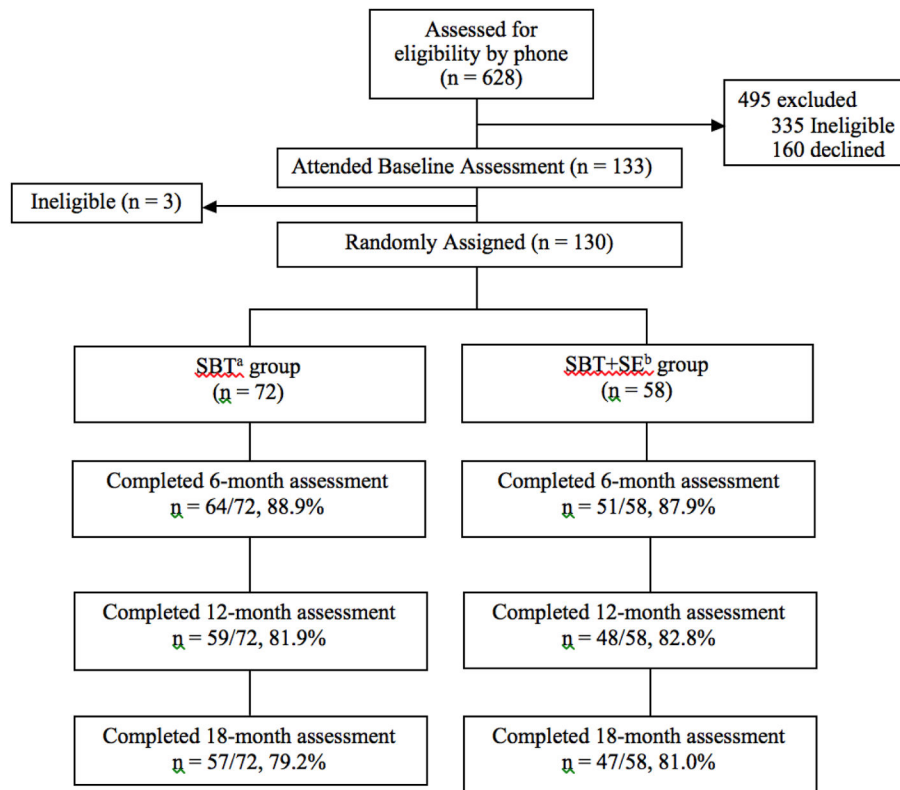 Assessed for
eligibility by phone
(n = 628)
495 excluded
335 Ineligible
160 declined
Attended Baseline Assessment (n = 133)
Ineligible (n = 3)
Randomly Assigned (n = 130)
SBTᵃ group
(n = 72)
SBT+SEᵇ group
(n = 58)
Completed 6-month assessment
n = 64/72, 88.9%
Completed 6-month assessment
n = 51/58, 87.9%
Completed 12-month assessment
n = 59/72, 81.9%
Completed 12-month assessment
n = 48/58, 82.8%
Completed 18-month assessment
n = 57/72, 79.2%
Completed 18-month assessment
n = 47/58, 81.0%